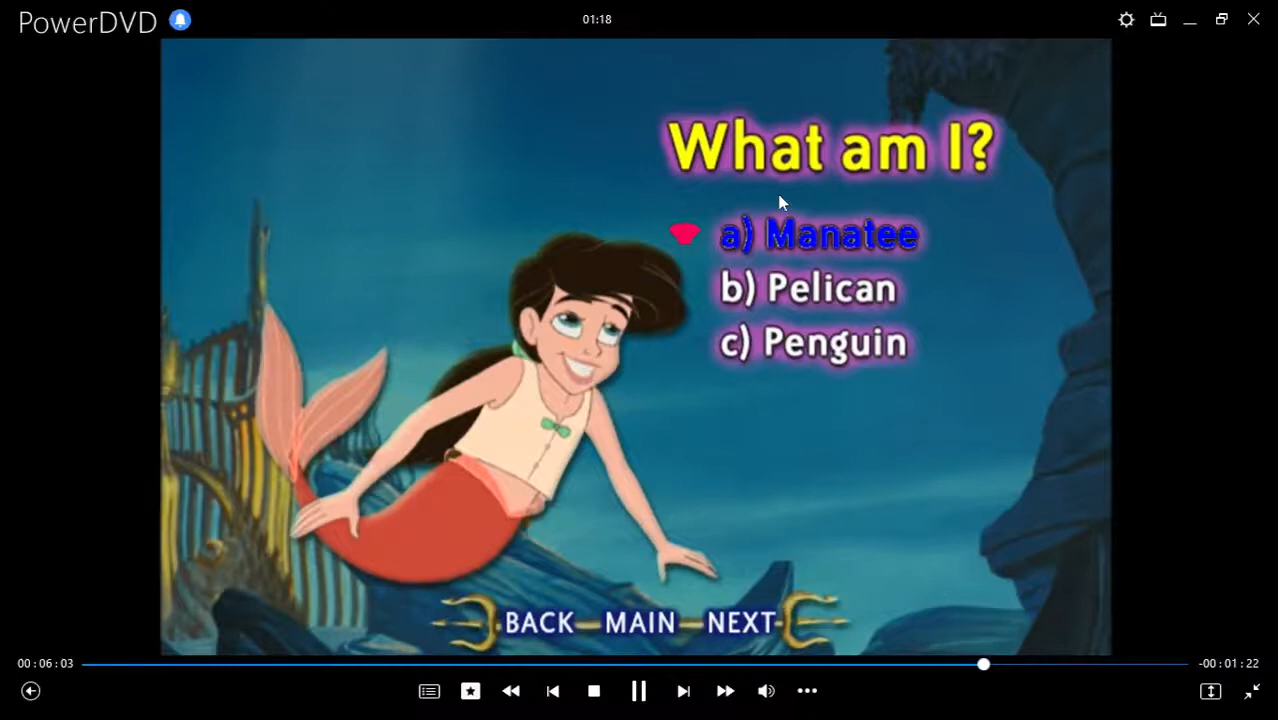 PowerDVD
01:18
What am I?
a) Manatee
b) Pelican
c) Penguin
BACK MAIN NEXT
00:06:03
-00:01:22